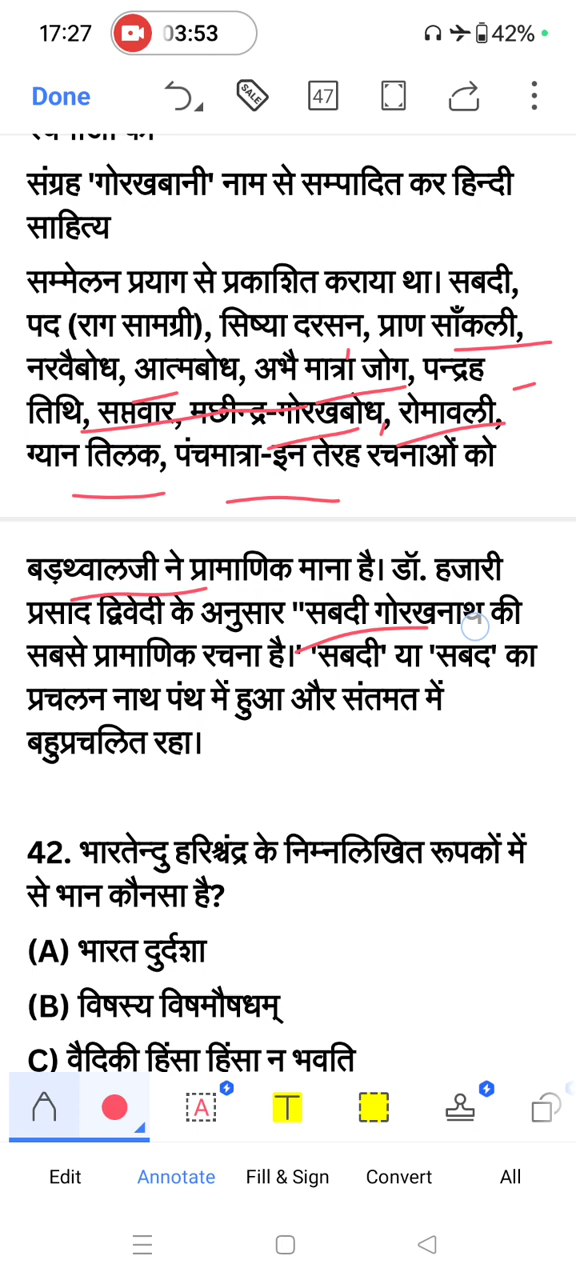 17:27
03:53
42%
Done
SALE
47
संग्रह 'गोरखबानी' नाम से सम्पादित कर हिन्दी
साहित्य
सम्मेलन प्रयाग से प्रकाशित कराया था। सबदी,
पद (राग सामग्री), सिष्या दरसन, प्राण साँकली,
नरवैबोध, आत्मबोध, अभै मात्रा जोग, पन्द्रह
तिथि, सप्तवार, मछीन्द्र-गोरखबोध, रोमावली,
ग्यान तिलक, पंचमात्रा-इन तेरह रचनाओं को
बड़थ्वालजी ने प्रामाणिक माना है। डॉ. हजारी
प्रसाद द्विवेदी के अनुसार "सबदी गोरखनाथ की
सबसे प्रामाणिक रचना है।" 'सबदी' या 'सबद' का
प्रचलन नाथ पंथ में हुआ और संतमत में
बहुप्रचलित रहा।
42. भारतेन्दु हरिश्चंद्र के निम्नलिखित रूपकों में
से भान कौनसा है?
(A) भारत दुर्दशा
(B) विषस्य विषमौषधम्
C) वैदिकी हिंसा हिंसा न भवति
A
T
Edit
Annotate
Fill & Sign
Convert
All